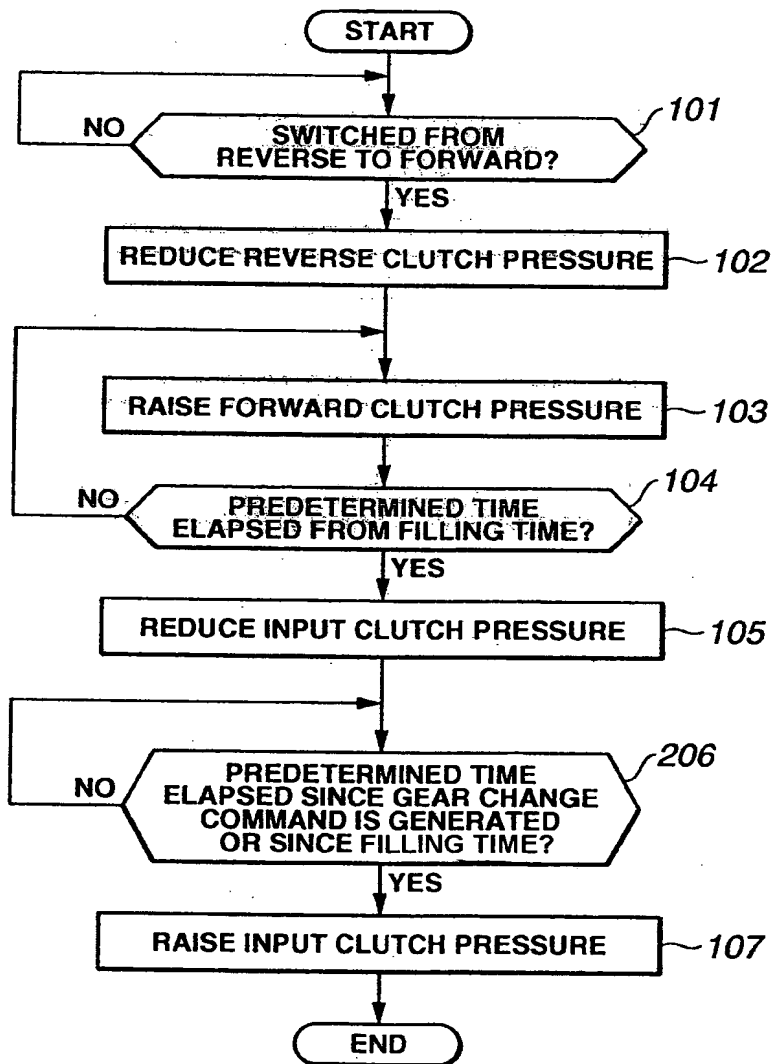 START
NO
SWITCHED FROM
REVERSE TO FORWARD?
101
YES
REDUCE REVERSE CLUTCH PRESSURE
102
RAISE FORWARD CLUTCH PRESSURE
103
NO
PREDETERMINED TIME
ELAPSED FROM FILLING TIME?
104
YES
REDUCE INPUT CLUTCH PRESSURE
105
NO
PREDETERMINED TIME
ELAPSED SINCE GEAR CHANGE
COMMAND IS GENERATED
OR SINCE FILLING TIME?
206
YES
RAISE INPUT CLUTCH PRESSURE
107
END